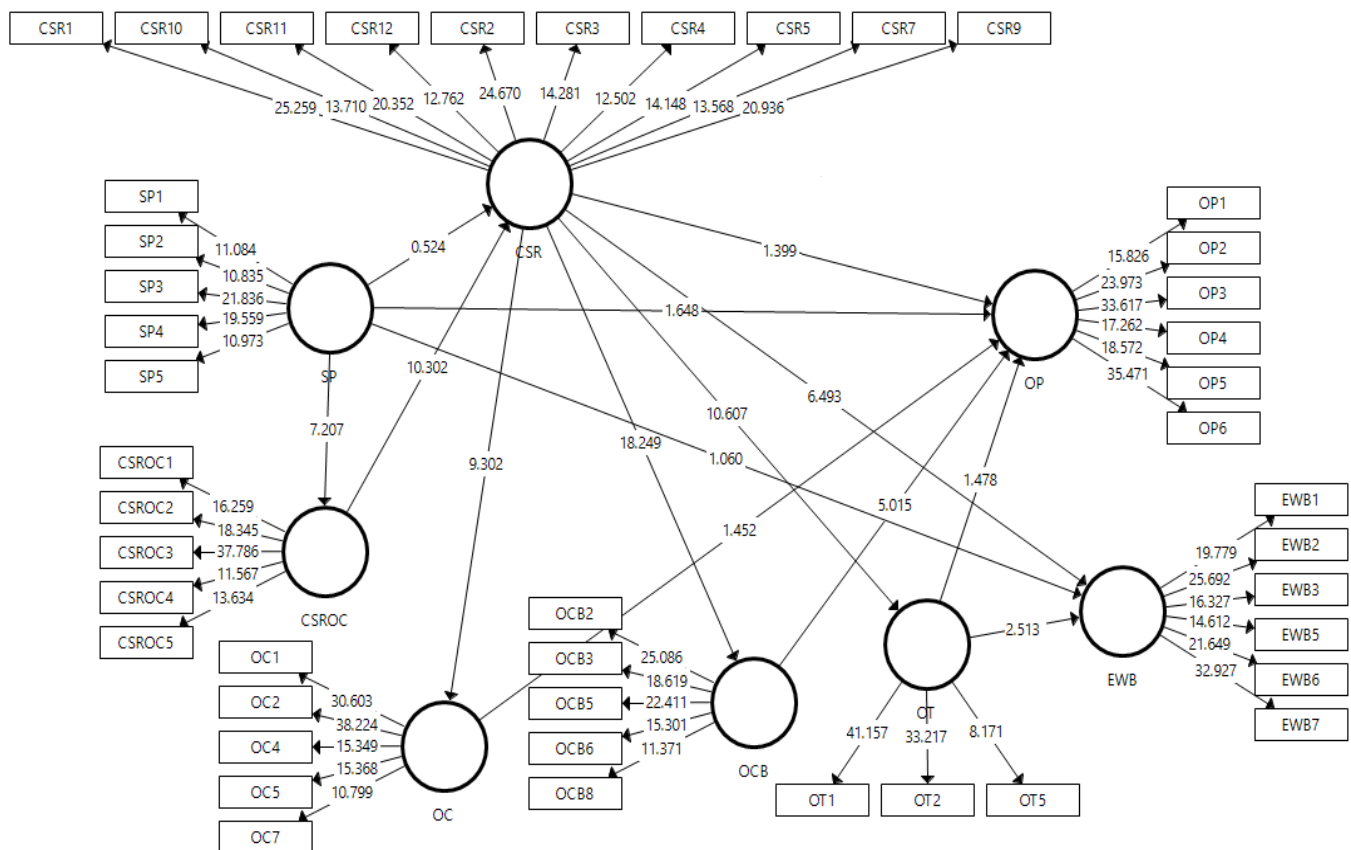 CSR1 CSR10 CSR11 CSR12 CSR2 CSR3 CSR4 CSR5 CSR7 CSR9
25.259 13.710 20.352 12.762 24.670 14.281 12.502 14.148 13.568 20.936
CSR
SP1
SP2
SP3
SP4
SP5
11.084
10.835
21.836
19.559
10.973
SP
0.524
1.399
1.648
OP1
OP2
OP3
OP4
OP5
OP6
15.826
23.973
33.617
17.262
18.572
35.471
OP
10.302
7.207
9.302
18.249
10.607
6.493
1.060
1.452
5.015
1.478
2.513
CSROC1
CSROC2
CSROC3
CSROC4
CSROC5
16.259
18.345
37.786
11.567
13.634
CSROC
EWB1
EWB2
EWB3
EWB5
EWB6
EWB7
19.779
25.692
16.327
14.612
21.649
32.927
EWB
OC1
OC2
OC4
OC5
OC7
30.603
38.224
15.349
15.368
10.799
OC
OCB2
OCB3
OCB5
OCB6
OCB8
25.086
18.619
22.411
15.301
11.371
OCB
OT
41.157 33.217 8.171
OT1 OT2 OT5